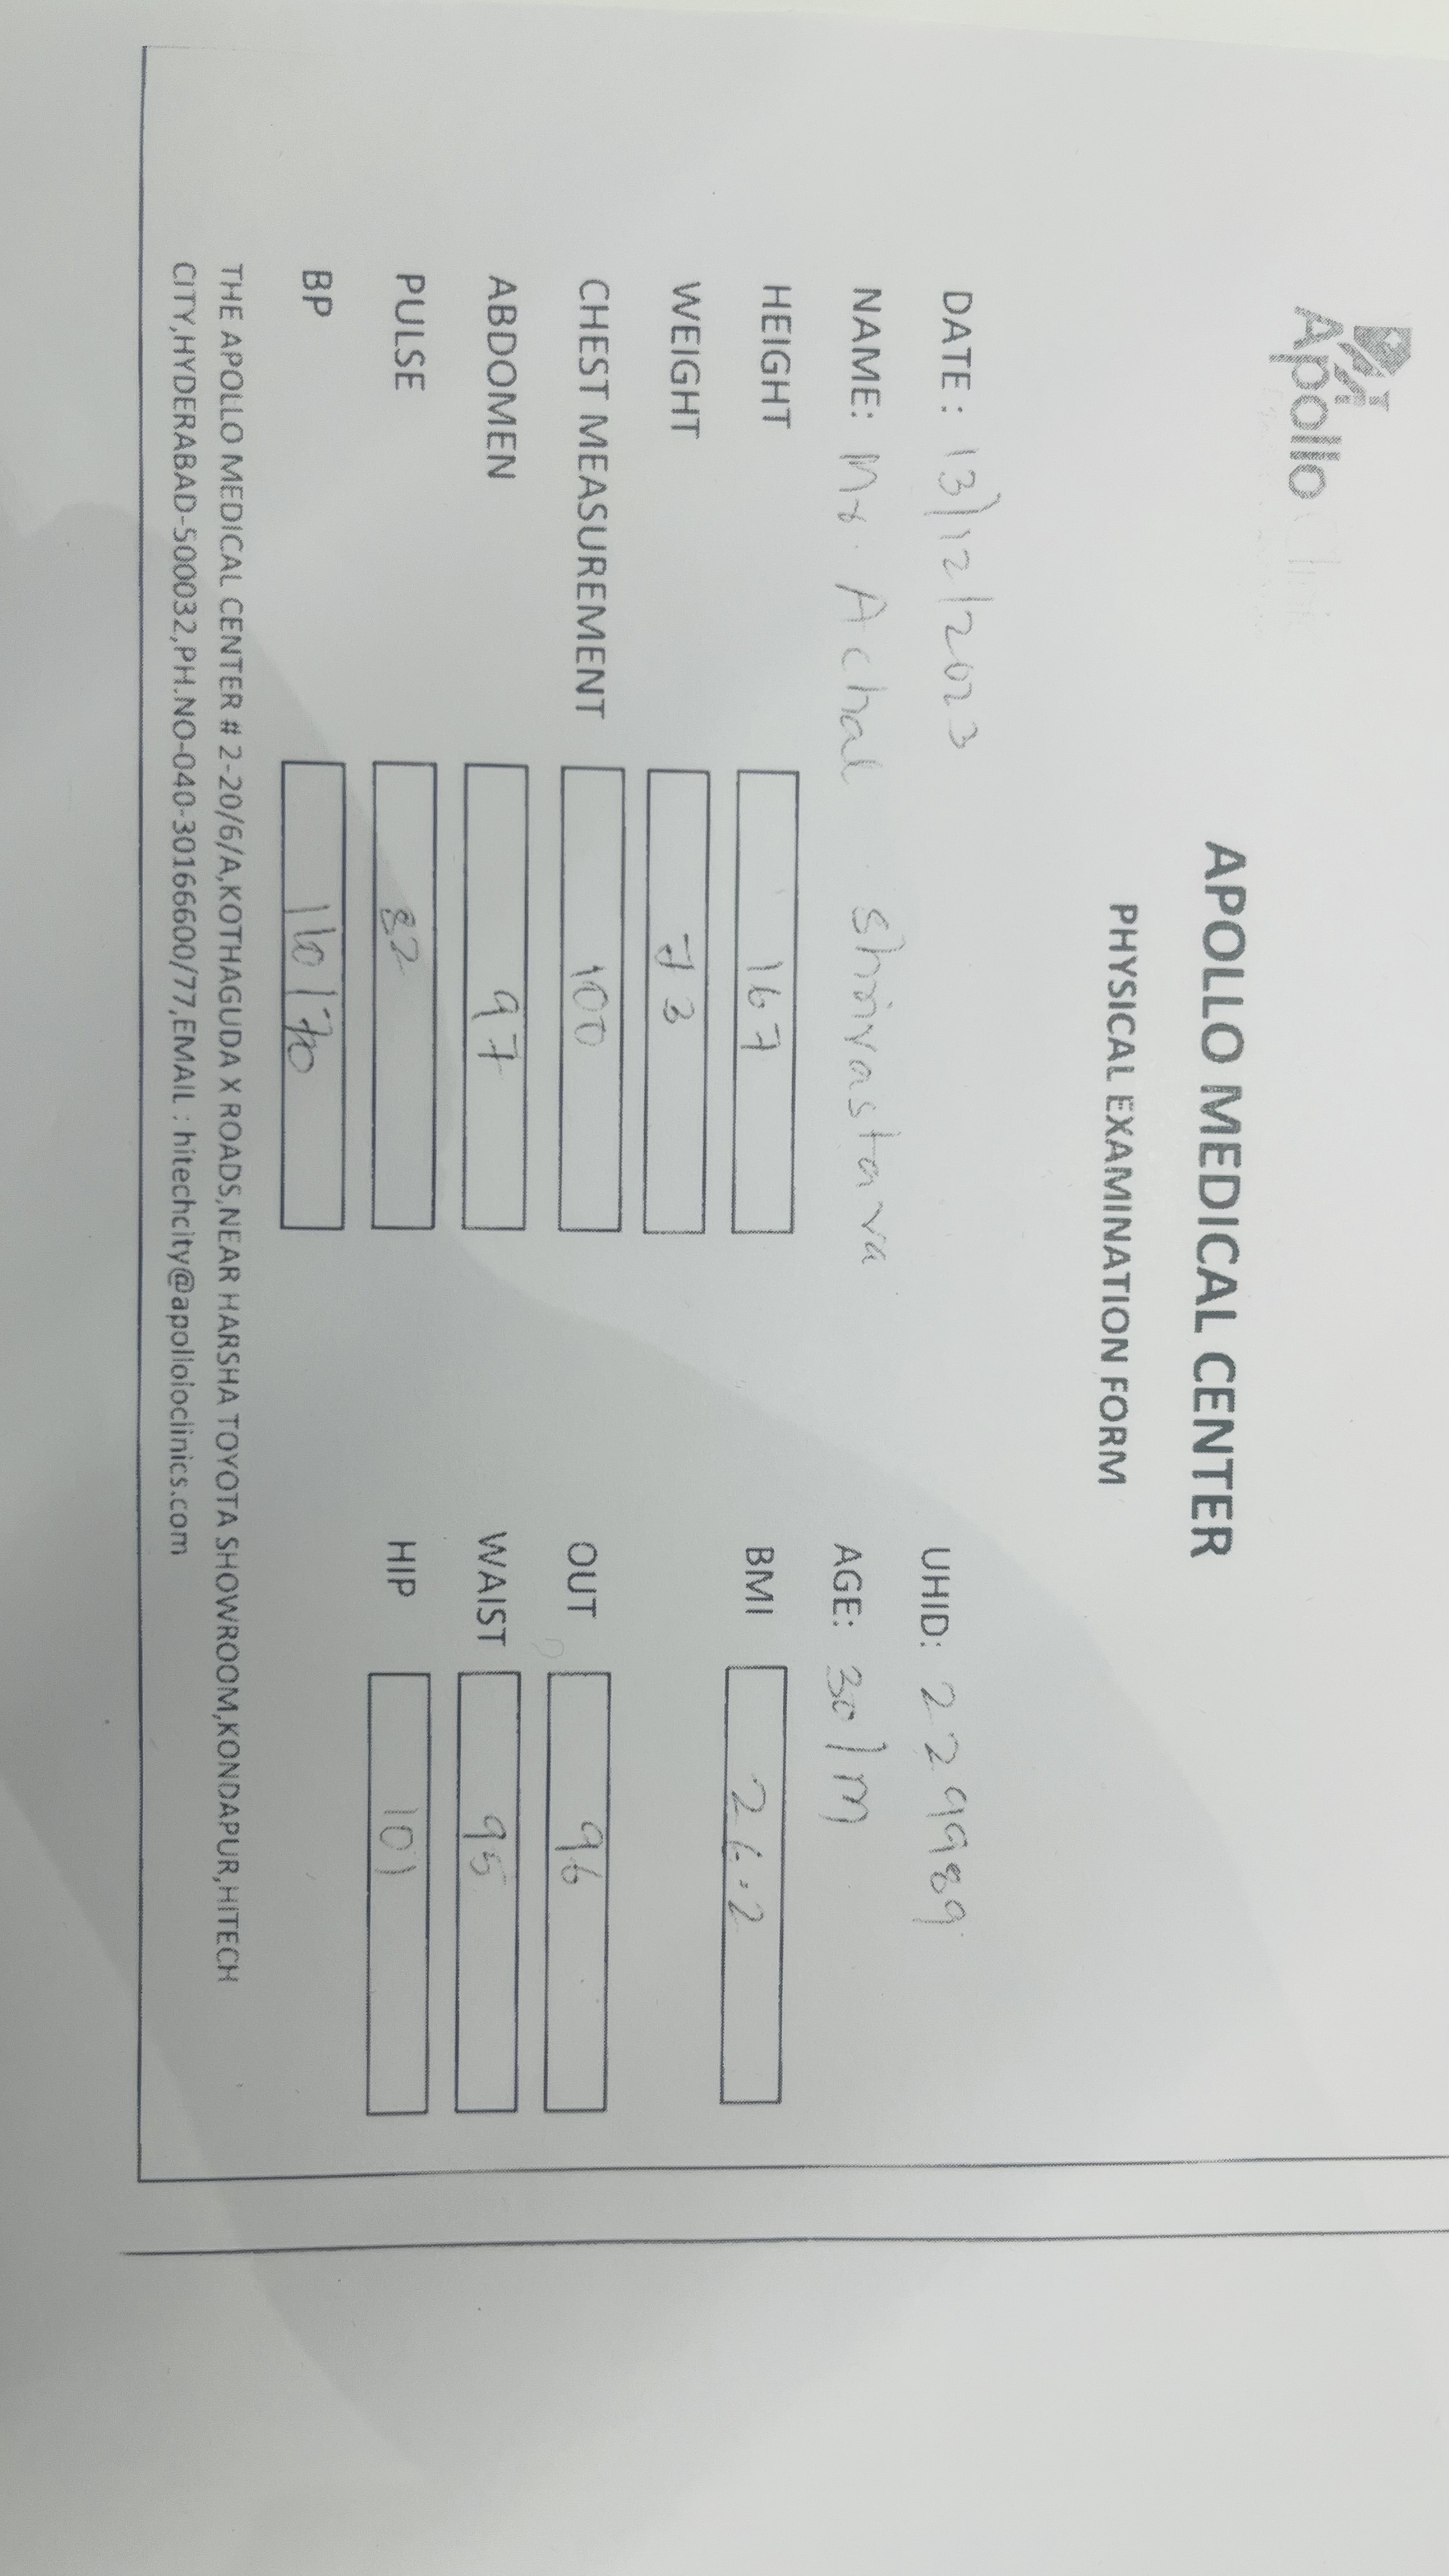 Apollo
APOLLO MEDICAL CENTER
PHYSICAL EXAMINATION FORM
DATE: 13/12/2023 UHID: 229989
NAME: Mr. Achal Shrivastava AGE: 30/M
HEIGHT 167 BMI 26.2
WEIGHT 73
CHEST MEASUREMENT 100 OUT 96
ABDOMEN 97 WAIST 95
PULSE 82 HIP 101
BP 110/70
THE APOLLO MEDICAL CENTER # 2-20/6/A,KOTHAGUDA X ROADS,NEAR HARSHA TOYOTA SHOWROOM,KONDAPUR,HITECH
CITY,HYDERABAD-500032,PH.NO-040-30166600/77,EMAIL : hitechcity@apolloclinics.com